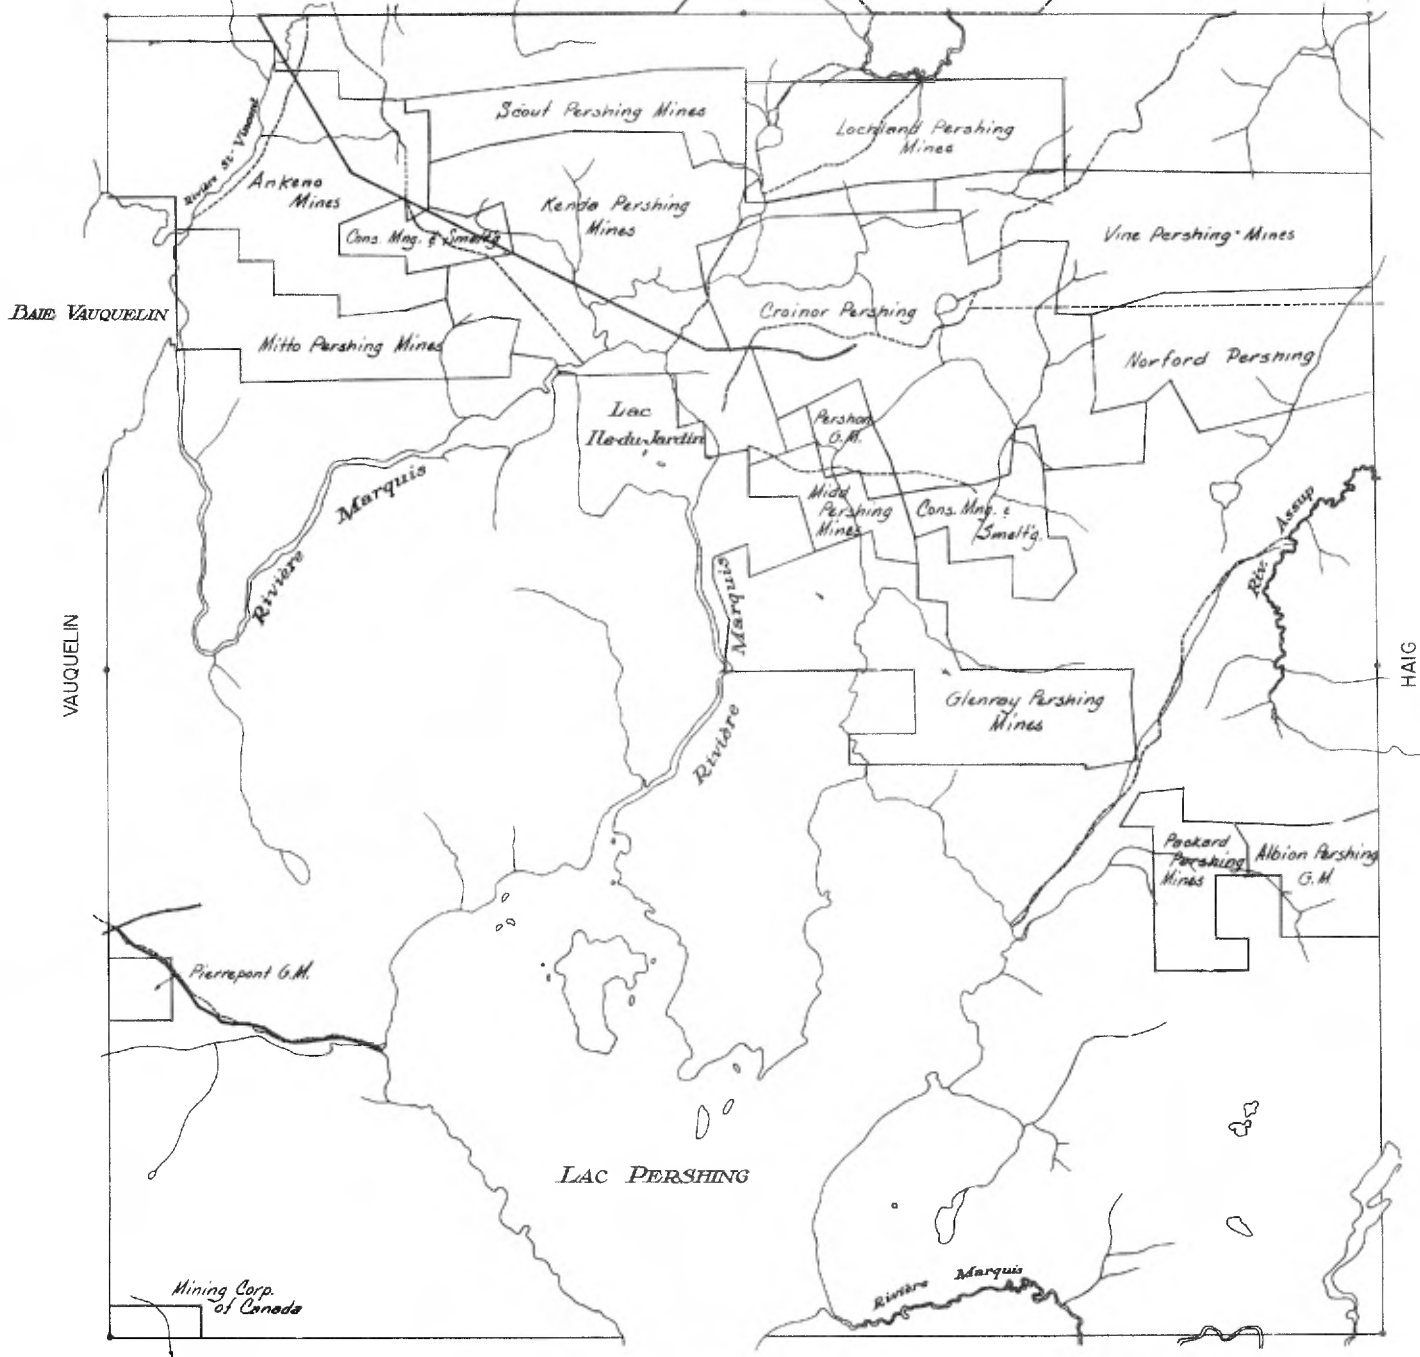 Scout Pershing Mines
Lochland Pershing
Mines
Rivière St-Vincent
Ankeno
Mines
Kenda Pershing
Mines
Cons. Mng. & Smelt'g
Vine Pershing Mines
BAIE VAUQUELIN
Croinor Pershing
Mitto Pershing Mines
Norford Pershing
Lac
Ile-du-Jardin
Pershon
G.M.
Marquis
Rivière
Midd
Pershing
Mines
Cons. Mng. &
Smelt'g.
Riv. Assup
Marquis
Rivière
VAUQUELIN
HAIG
Glenroy Pershing
Mines
Packard
Pershing
Mines
Albion Pershing
G.M.
Pierrepont G.M.
LAC PERSHING
Mining Corp.
of Canada
Rivière Marquis